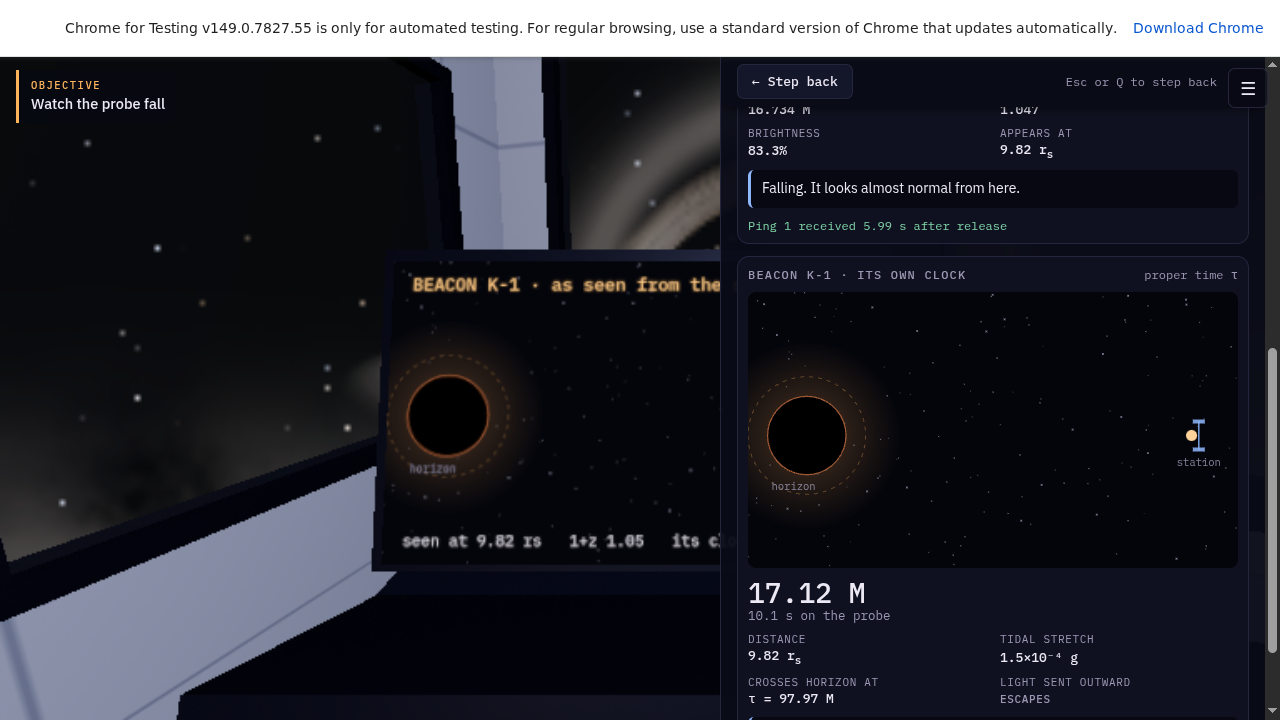 Chrome for Testing v149.0.7827.55 is only for automated testing. For regular browsing, use a standard version of Chrome that updates automatically. Download Chrome
OBJECTIVE
Watch the probe fall
← Step back
Esc or Q to step back
☰
16.734 M 1.047
BRIGHTNESS APPEARS AT
83.3% 9.82 rs
Falling. It looks almost normal from here.
Ping 1 received 5.99 s after release
BEACON K-1 · as seen from the
horizon
seen at 9.82 rs 1+z 1.05 its
BEACON K-1 · ITS OWN CLOCK proper time τ
station
horizon
17.12 M
10.1 s on the probe
DISTANCE TIDAL STRETCH
9.82 rs 1.5×10⁻⁴ g
CROSSES HORIZON AT LIGHT SENT OUTWARD
τ = 97.97 M ESCAPES